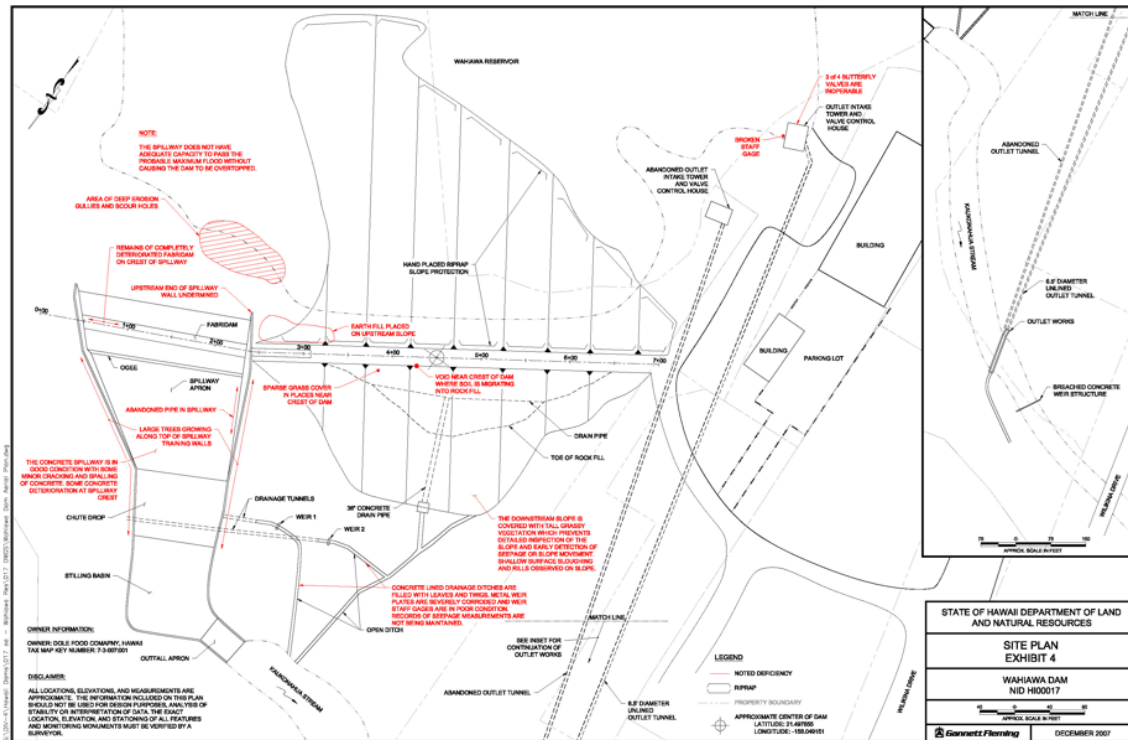 WAHIAWA RESERVOIR
NOTE:
THE SPILLWAY DOES NOT HAVE
ADEQUATE CAPACITY TO PASS THE
PROBABLE MAXIMUM FLOOD WITHOUT
CAUSING THE DAM TO BE OVERTOPPED.
AREA OF DEEP EROSION
GULLIES AND SCOUR HOLES
REMAINS OF COMPLETELY
DETERIORATED FABRIDAM
ON CREST OF SPILLWAY
UPSTREAM END OF SPILLWAY
WALL UNDERMINED
3 of 4 BUTTERFLY
VALVES ARE
INOPERABLE
OUTLET INTAKE
TOWER AND
VALVE CONTROL
HOUSE
BROKEN
STAFF
GAGE
ABANDONED OUTLET
INTAKE TOWER
AND VALVE
CONTROL HOUSE
HAND PLACED RIPRAP
SLOPE PROTECTION
BUILDING
BUILDING
PARKING LOT
0+00
1+00
2+00
3+00
4+00
5+00
6+00
7+00
FABRIDAM
EARTH FILL PLACED
ON UPSTREAM SLOPE
OGEE
SPILLWAY
APRON
SPARSE GRASS COVER
IN PLACES NEAR
CREST OF DAM
VOID NEAR CREST OF DAM
WHERE SOIL IS MIGRATING
INTO ROCK FILL
ABANDONED PIPE IN SPILLWAY
LARGE TREES GROWING
ALONG TOP OF SPILLWAY
TRAINING WALLS
DRAIN PIPE
TOE OF ROCK FILL
THE CONCRETE SPILLWAY IS IN
GOOD CONDITION WITH SOME
MINOR CRACKING AND SPALLING
OF CONCRETE. SOME CONCRETE
DETERIORATION AT SPILLWAY
CREST
CHUTE DROP
DRAINAGE TUNNELS
WEIR 1
WEIR 2
36" CONCRETE
DRAIN PIPE
THE DOWNSTREAM SLOPE IS
COVERED WITH TALL GRASSY
VEGETATION WHICH PREVENTS
DETAILED INSPECTION OF THE
SLOPE AND EARLY DETECTION OF
SEEPAGE OR SLOPE MOVEMENT.
SHALLOW SURFACE SLOUGHING
AND RILLS OBSERVED ON SLOPE.
STILLING BASIN
CONCRETE LINED DRAINAGE DITCHES ARE
FILLED WITH LEAVES AND TWIGS. METAL WEIR
PLATES ARE SEVERELY CORRODED AND WEIR
STAFF GAGES ARE IN POOR CONDITION.
RECORDS OF SEEPAGE MEASUREMENTS ARE
NOT BEING MAINTAINED.
OPEN DITCH
OUTFALL APRON
KAUKONAHUA STREAM
OWNER INFORMATION:
OWNER: DOLE FOOD COMAPNY, HAWAII
TAX MAP KEY NUMBER: 7-3-007:001
DISCLAIMER:
ALL LOCATIONS, ELEVATIONS, AND MEASUREMENTS ARE
APPROXIMATE. THE INFORMATION INCLUDED ON THIS PLAN
SHOULD NOT BE USED FOR DESIGN PURPOSES, ANALYSIS OF
STABILITY OR INTERPRETATION OF DATA. THE EXACT
LOCATION, ELEVATION, AND STATIONING OF ALL FEATURES
AND MONITORING MONUMENTS MUST BE VERIFIED BY A
SURVEYOR.
MATCH LINE
SEE INSET FOR
CONTINUATION OF
OUTLET WORKS
ABANDONED OUTLET TUNNEL
UNLINED
OUTLET TUNNEL
LEGEND
NOTED DEFICIENCY
RIPRAP
PROPERTY BOUNDARY
APPROXIMATE CENTER OF DAM
WILIKINA DRIVE
MATCH LINE
ABANDONED
OUTLET TUNNEL
KAUKONAHUA STREAM
UNLINED
OUTLET TUNNEL
OUTLET WORKS
BREACHED CONCRETE
WEIR STRUCTURE
WILIKINA DRIVE
APPROX. SCALE IN FEET
STATE OF HAWAII DEPARTMENT OF LAND
AND NATURAL RESOURCES
SITE PLAN
EXHIBIT 4
WAHIAWA DAM
NID HI00017
APPROX. SCALE IN FEET
Gannett Fleming
DECEMBER 2007